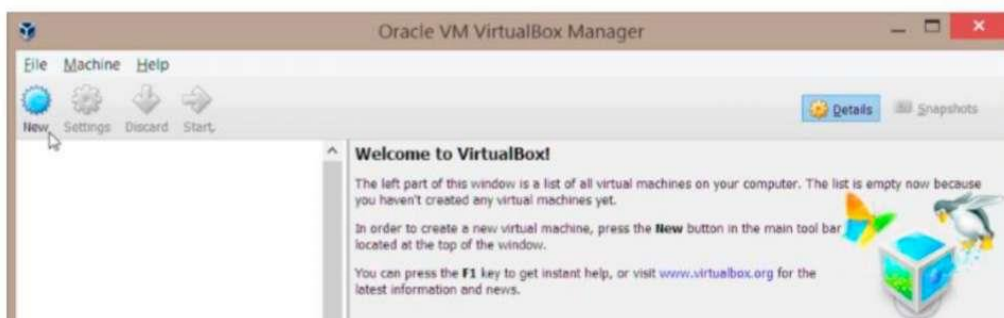 Oracle VM VirtualBox Manager
File Machine Help
New Settings Discard Start
Details Snapshots
Welcome to VirtualBox!
The left part of this window is a list of all virtual machines on your computer. The list is empty now because
you haven't created any virtual machines yet.
In order to create a new virtual machine, press the New button in the main tool bar
located at the top of the window.
You can press the F1 key to get instant help, or visit www.virtualbox.org for the
latest information and news.